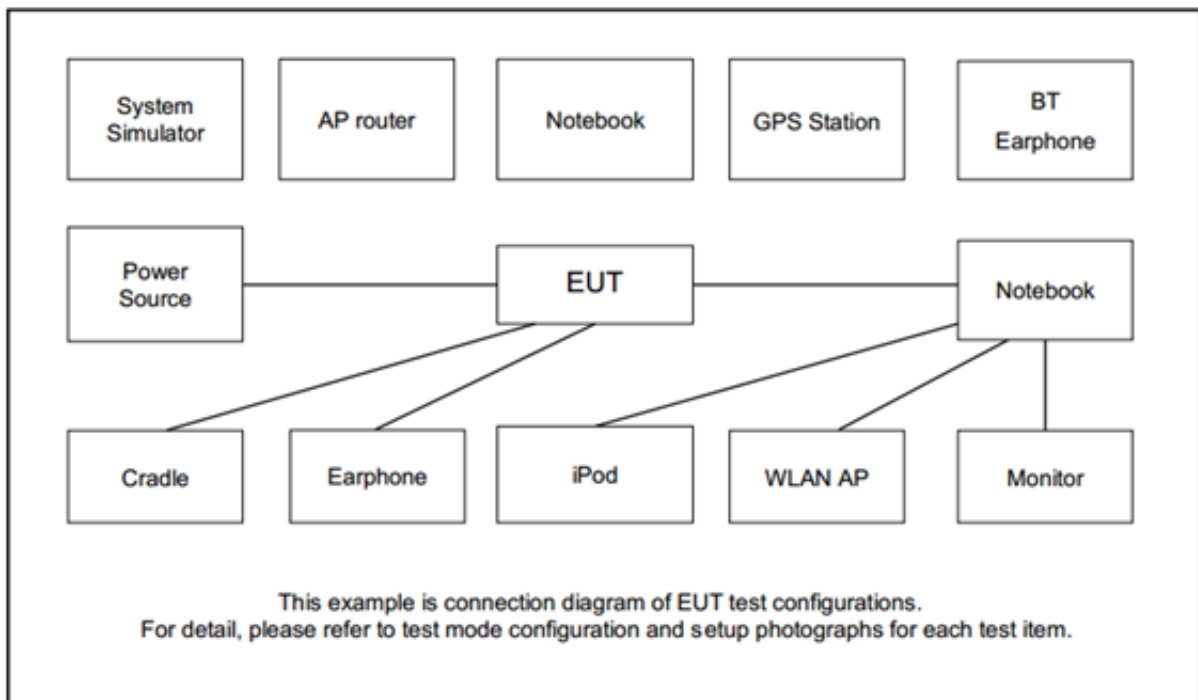 System
Simulator
AP router
Notebook
GPS Station
BT
Earphone
Power
Source
EUT
Notebook
Cradle
Earphone
iPod
WLAN AP
Monitor
This example is connection diagram of EUT test configurations.
For detail, please refer to test mode configuration and setup photographs for each test item.